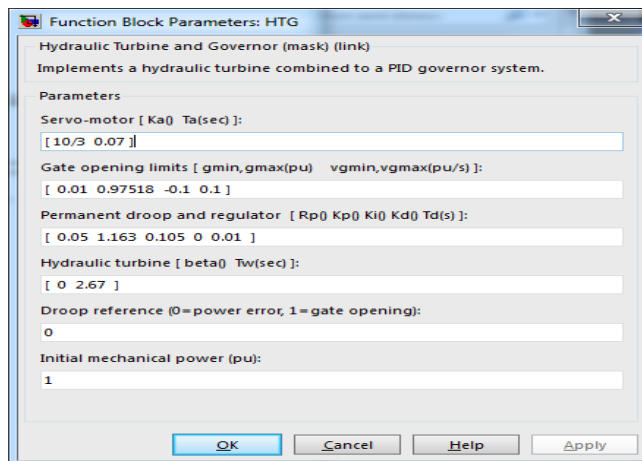 Function Block Parameters: HTG
Hydraulic Turbine and Governor (mask) (link)
Implements a hydraulic turbine combined to a PID governor system.
Parameters
Servo-motor [ Ka() Ta(sec) ]:
[ 10/3 0.07 ]
Gate opening limits [ gmin,gmax(pu) vgmin,vgmax(pu/s) ]:
[ 0.01 0.97518 -0.1 0.1 ]
Permanent droop and regulator [ Rp() Kp() Ki() Kd() Td(s) ]:
[ 0.05 1.163 0.105 0 0.01 ]
Hydraulic turbine [ beta() Tw(sec) ]:
[ 0 2.67 ]
Droop reference (0=power error, 1=gate opening):
0
Initial mechanical power (pu):
1
OK Cancel Help Apply